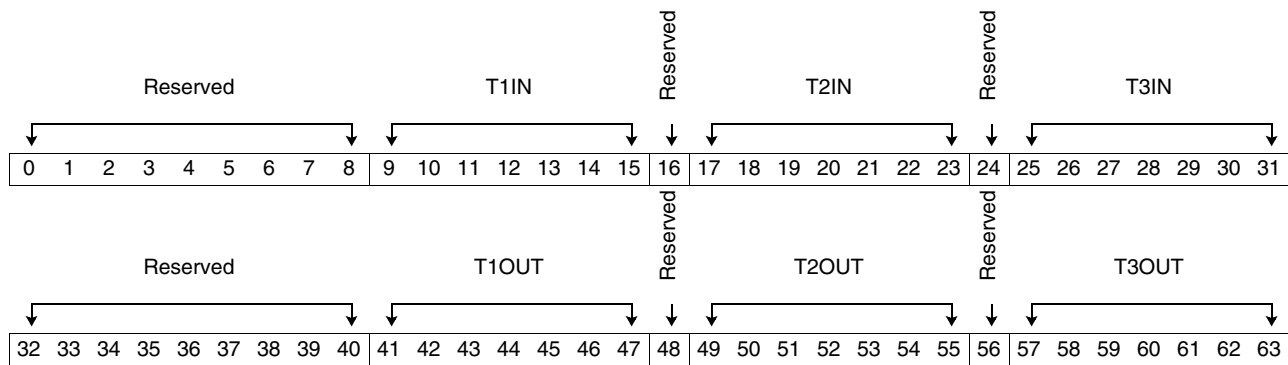 Reserved T1IN Reserved T2IN Reserved T3IN
0 1 2 3 4 5 6 7 8 9 10 11 12 13 14 15 16 17 18 19 20 21 22 23 24 25 26 27 28 29 30 31
Reserved T1OUT Reserved T2OUT Reserved T3OUT
32 33 34 35 36 37 38 39 40 41 42 43 44 45 46 47 48 49 50 51 52 53 54 55 56 57 58 59 60 61 62 63